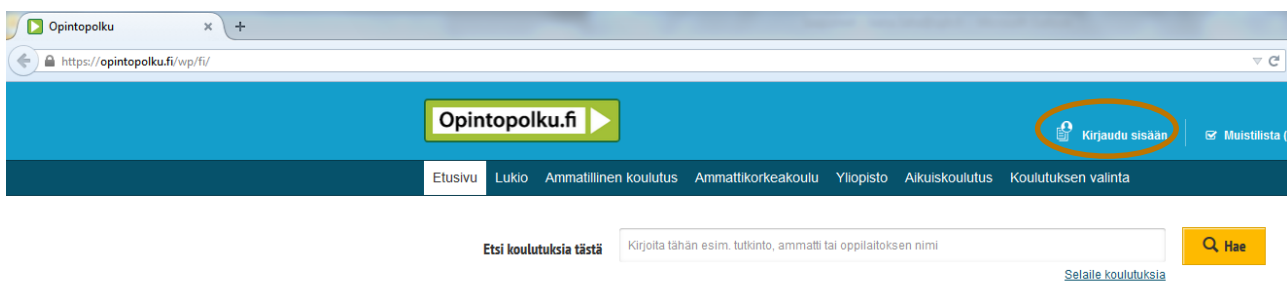 Opintopolku × +
https://opintopolku.fi/wp/fi/
Opintopolku.fi
Kirjaudu sisään Muistilista (
Etusivu Lukio Ammatillinen koulutus Ammattikorkeakoulu Yliopisto Aikuiskoulutus Koulutuksen valinta
Etsi koulutuksia tästä Kirjoita tähän esim. tutkinto, ammatti tai oppilaitoksen nimi Hae
Selaile koulutuksia